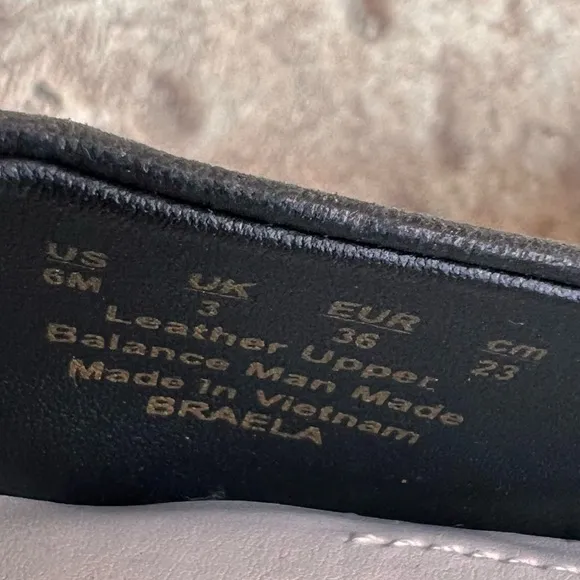 US UK EUR cm
6M 3 36 23
Leather Upper
Balance Man Made
Made in Vietnam
BRAELA